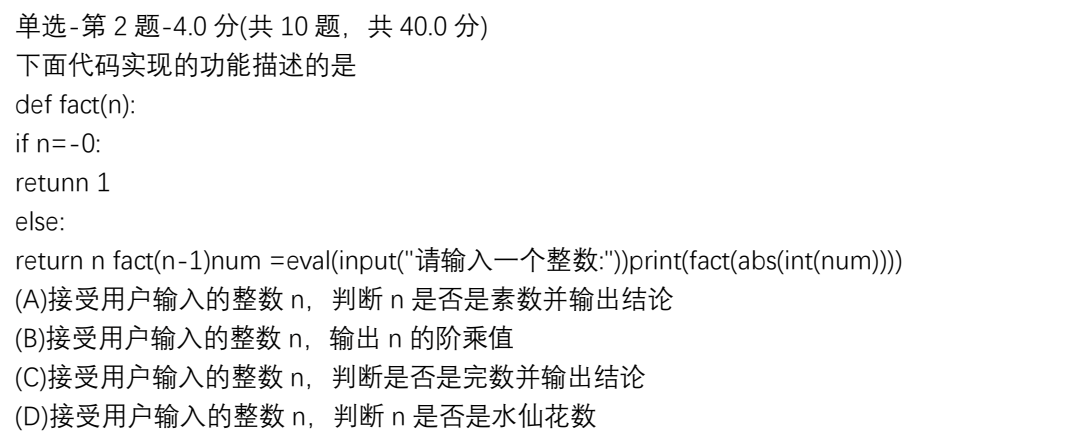 单选-第 2 题-4.0 分(共 10 题，共 40.0 分)
下面代码实现的功能描述的是
def fact(n):
if n=-0:
retunn 1
else:
return n fact(n-1)num =eval(input("请输入一个整数:"))print(fact(abs(int(num))))
(A)接受用户输入的整数 n，判断 n 是否是素数并输出结论
(B)接受用户输入的整数 n，输出 n 的阶乘值
(C)接受用户输入的整数 n，判断是否是完数并输出结论
(D)接受用户输入的整数 n，判断 n 是否是水仙花数